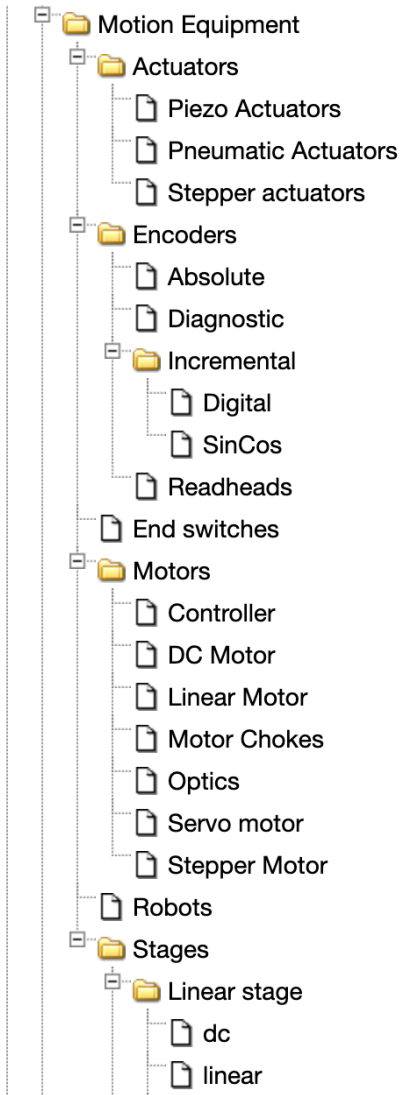 Motion Equipment
Actuators
Piezo Actuators
Pneumatic Actuators
Stepper actuators
Encoders
Absolute
Diagnostic
Incremental
Digital
SinCos
Readheads
End switches
Motors
Controller
DC Motor
Linear Motor
Motor Chokes
Optics
Servo motor
Stepper Motor
Robots
Stages
Linear stage
dc
linear